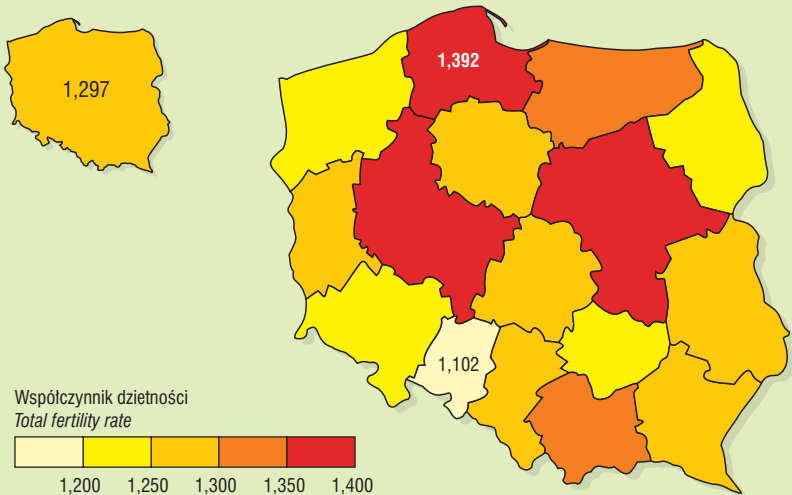 1,297
1,392
1,102
Współczynnik dzietności
Total fertility rate
1,200 1,250 1,300 1,350 1,400